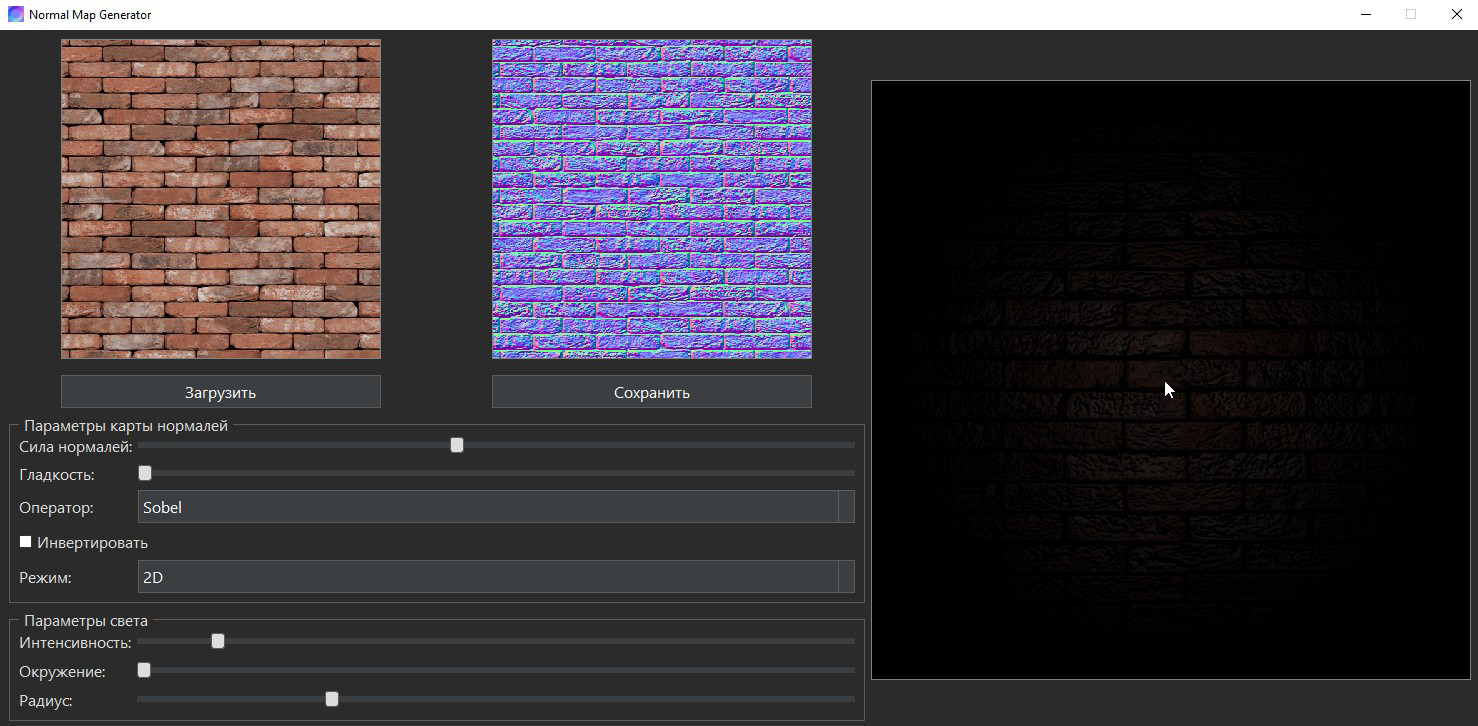 Normal Map Generator
Загрузить
Сохранить
Параметры карты нормалей
Сила нормалей:
Гладкость:
Оператор:
Sobel
Инвертировать
Режим:
2D
Параметры света
Интенсивность:
Окружение:
Радиус: